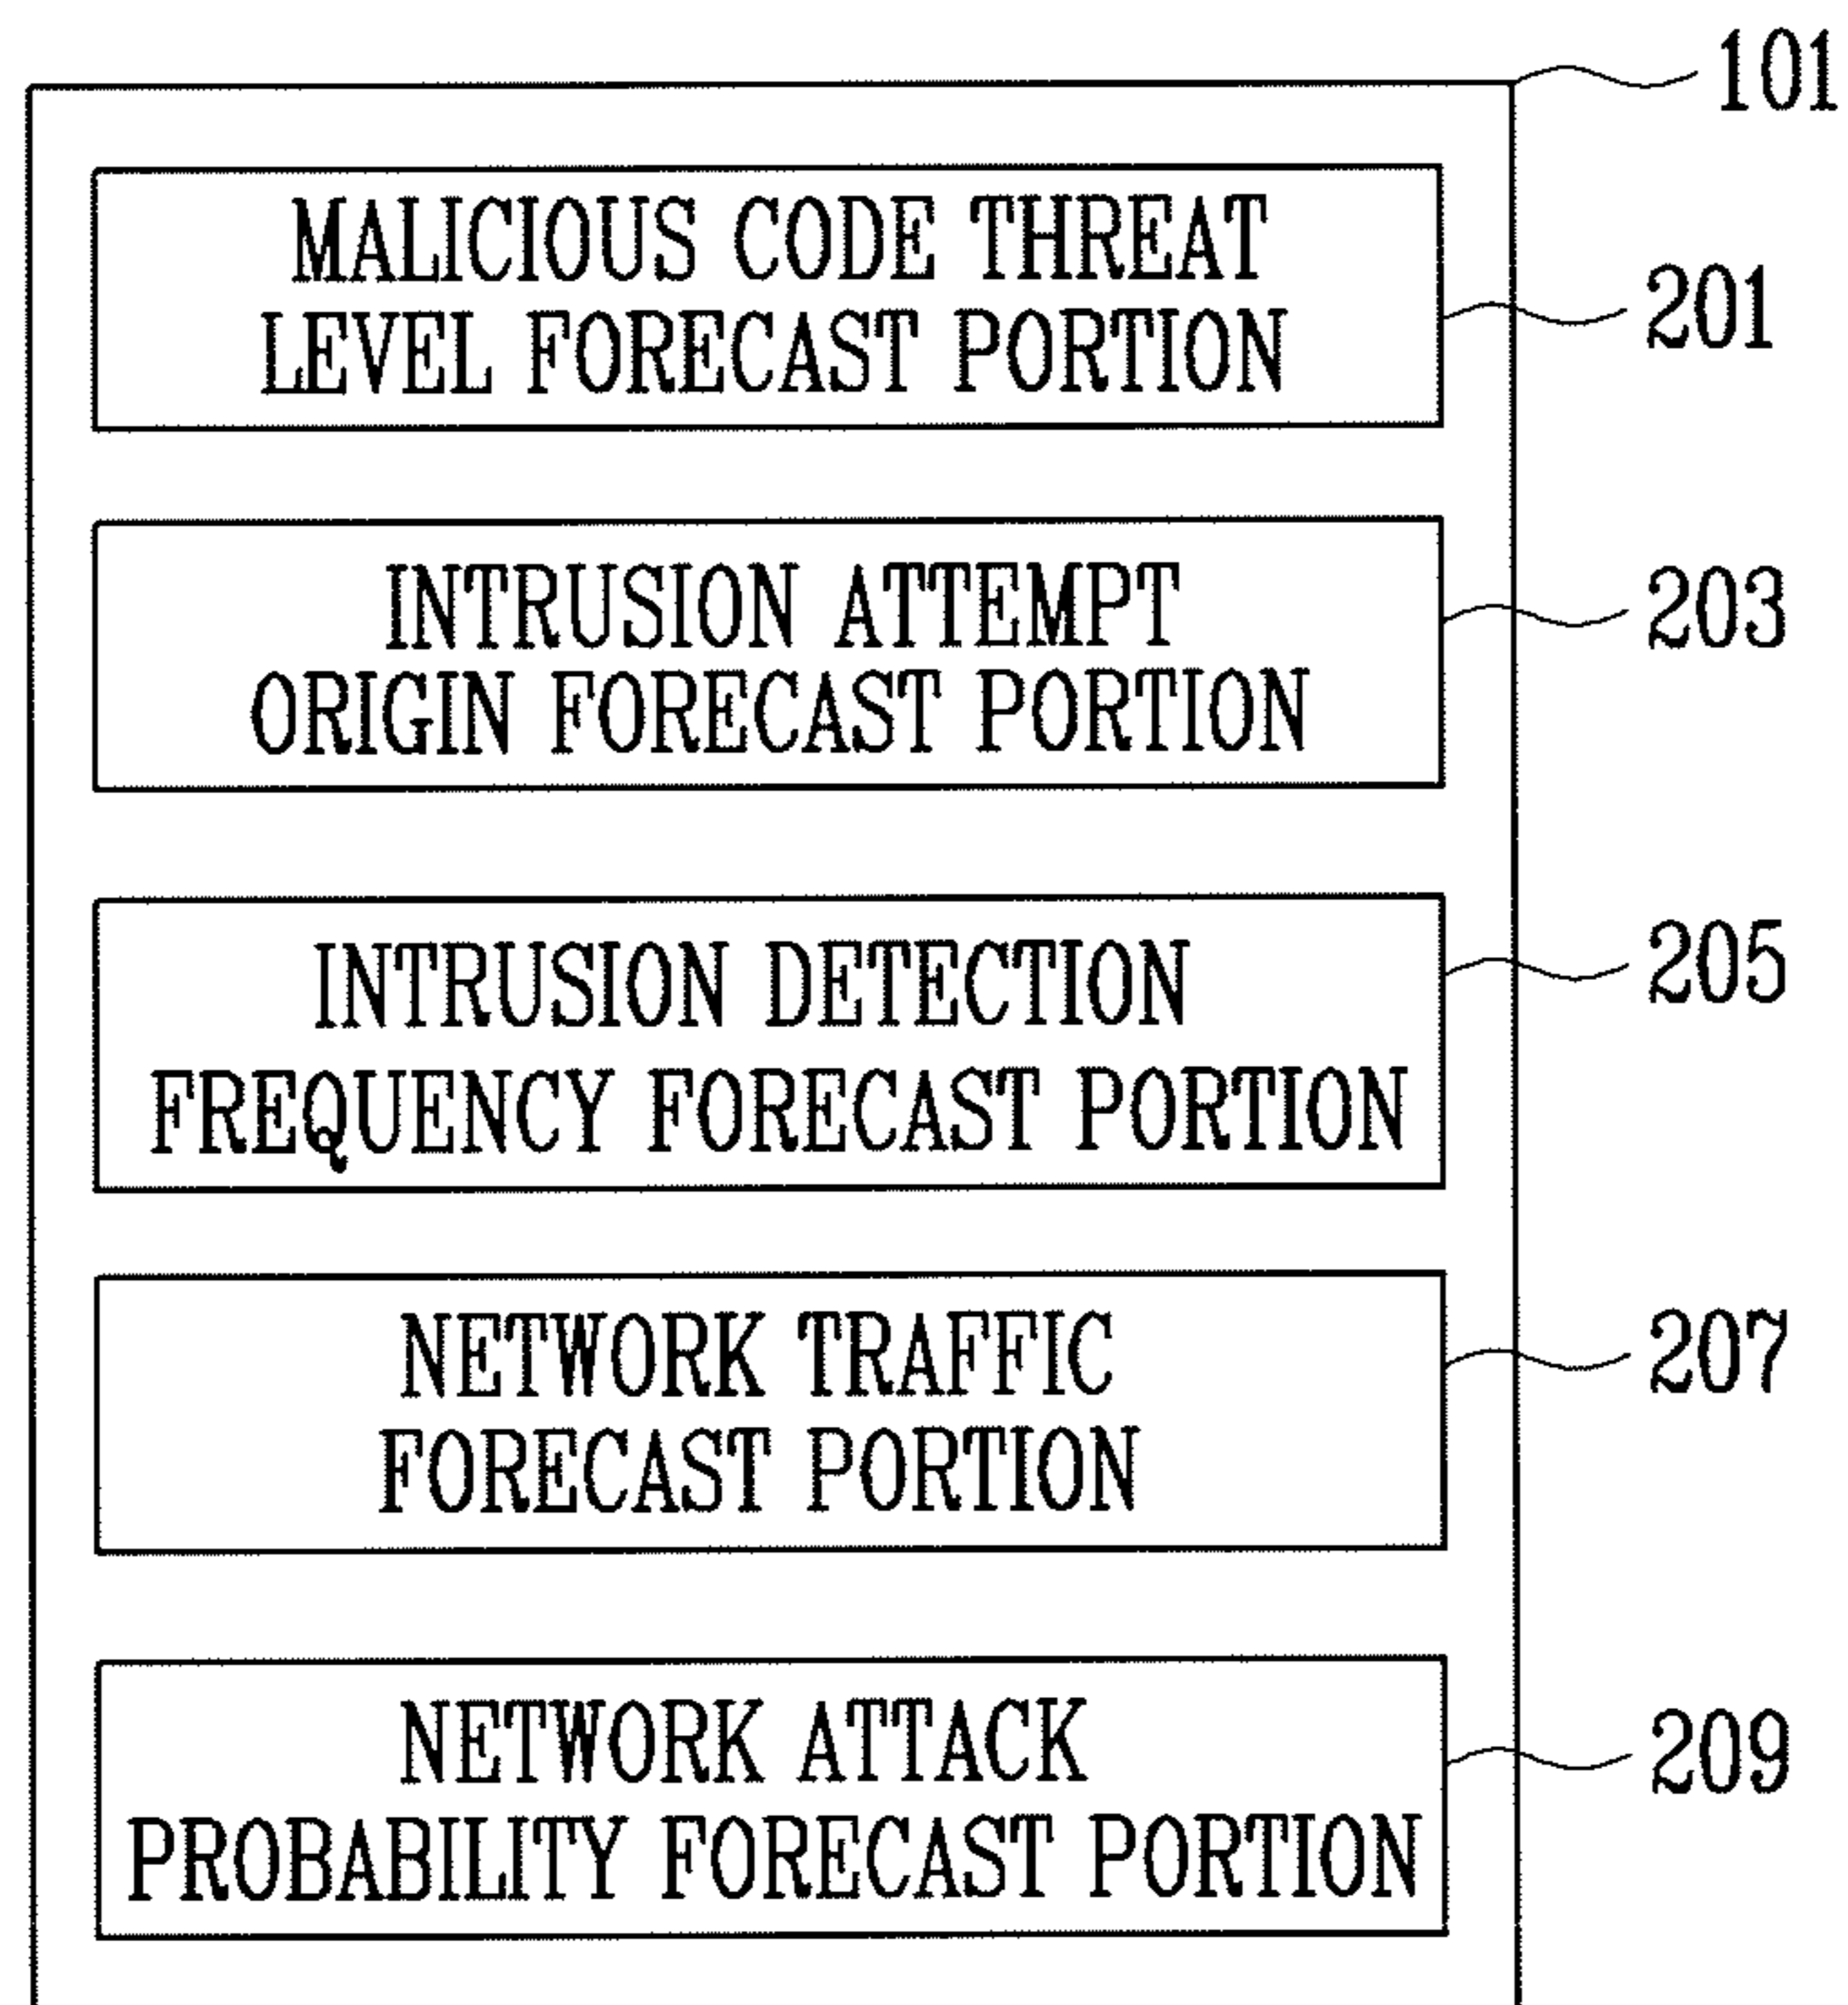 101
MALICIOUS CODE THREAT
LEVEL FORECAST PORTION
201
INTRUSION ATTEMPT
ORIGIN FORECAST PORTION
203
INTRUSION DETECTION
FREQUENCY FORECAST PORTION
205
NETWORK TRAFFIC
FORECAST PORTION
207
NETWORK ATTACK
PROBABILITY FORECAST PORTION
209